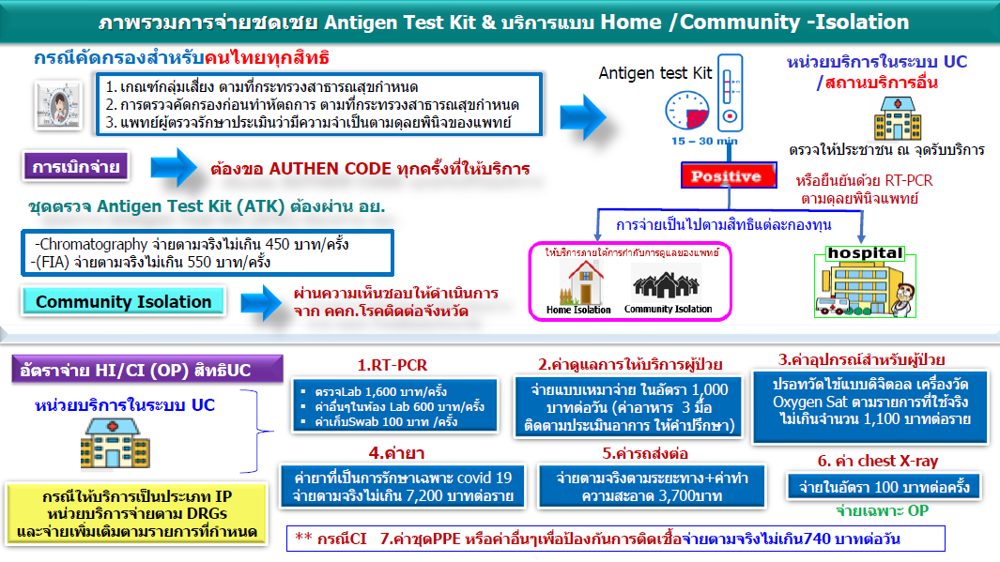 ภาพรวมการจ่ายชดเชย Antigen Test Kit & บริการแบบ Home /Community -Isolation
กรณีคัดกรองสำหรับคนไทยทุกสิทธิ
1. เกณฑ์กลุ่มเสี่ยง ตามที่กระทรวงสาธารณสุขกำหนด
2. การตรวจคัดกรองก่อนทำหัตถการ ตามที่กระทรวงสาธารณสุขกำหนด
3. แพทย์ผู้ตรวจรักษาประเมินว่ามีความจำเป็นตามดุลยพินิจของแพทย์
Antigen test Kit
15 – 30 min
หน่วยบริการในระบบ UC
/สถานบริการอื่น
ตรวจให้ประชาชน ณ จุดรับบริการ
การเบิกจ่าย
ต้องขอ AUTHEN CODE ทุกครั้งที่ให้บริการ
Positive
หรือยืนยันด้วย RT-PCR
ตามดุลยพินิจแพทย์
ชุดตรวจ Antigen Test Kit (ATK) ต้องผ่าน อย.
-Chromatography จ่ายตามจริงไม่เกิน 450 บาท/ครั้ง
-(FIA) จ่ายตามจริงไม่เกิน 550 บาท/ครั้ง
การจ่ายเป็นไปตามสิทธิแต่ละกองทุน
ให้บริการภายใต้การกำกับการดูแลของแพทย์
Home Isolation
Community Isolation
hospital
Community Isolation
ผ่านความเห็นชอบให้ดำเนินการ
จาก คคก.โรคติดต่อจังหวัด
อัตราจ่าย HI/CI (OP) สิทธิUC
หน่วยบริการในระบบ UC
1.RT-PCR
▪ ตรวจLab 1,600 บาท/ครั้ง
▪ ค่าอื่นๆในห้อง Lab 600 บาท/ครั้ง
▪ ค่าเก็บSwab 100 บาท /ครั้ง
2.ค่าดูแลการให้บริการผู้ป่วย
จ่ายแบบเหมาจ่าย ในอัตรา 1,000
บาทต่อวัน (ค่าอาหาร 3 มื้อ
ติดตามประเมินอาการ ให้คำปรึกษา)
3.ค่าอุปกรณ์สำหรับผู้ป่วย
ปรอทวัดไข้แบบดิจิตอล เครื่องวัด
Oxygen Sat ตามรายการที่ใช้จริง
ไม่เกินจำนวน 1,100 บาทต่อราย
4.ค่ายา
ค่ายาที่เป็นการรักษาเฉพาะ covid 19
จ่ายตามจริงไม่เกิน 7,200 บาทต่อราย
5.ค่ารถส่งต่อ
จ่ายตามจริงตามระยะทาง+ค่าทำ
ความสะอาด 3,700บาท
6. ค่า chest X-ray
จ่ายในอัตรา 100 บาทต่อครั้ง
จ่ายเฉพาะ OP
กรณีให้บริการเป็นประเภท IP
หน่วยบริการจ่ายตาม DRGs
และจ่ายเพิ่มเติมตามรายการที่กำหนด
** กรณีCI 7.ค่าชุดPPE หรือค่าอื่นๆเพื่อป้องกันการติดเชื้อจ่ายตามจริงไม่เกิน740 บาทต่อวัน